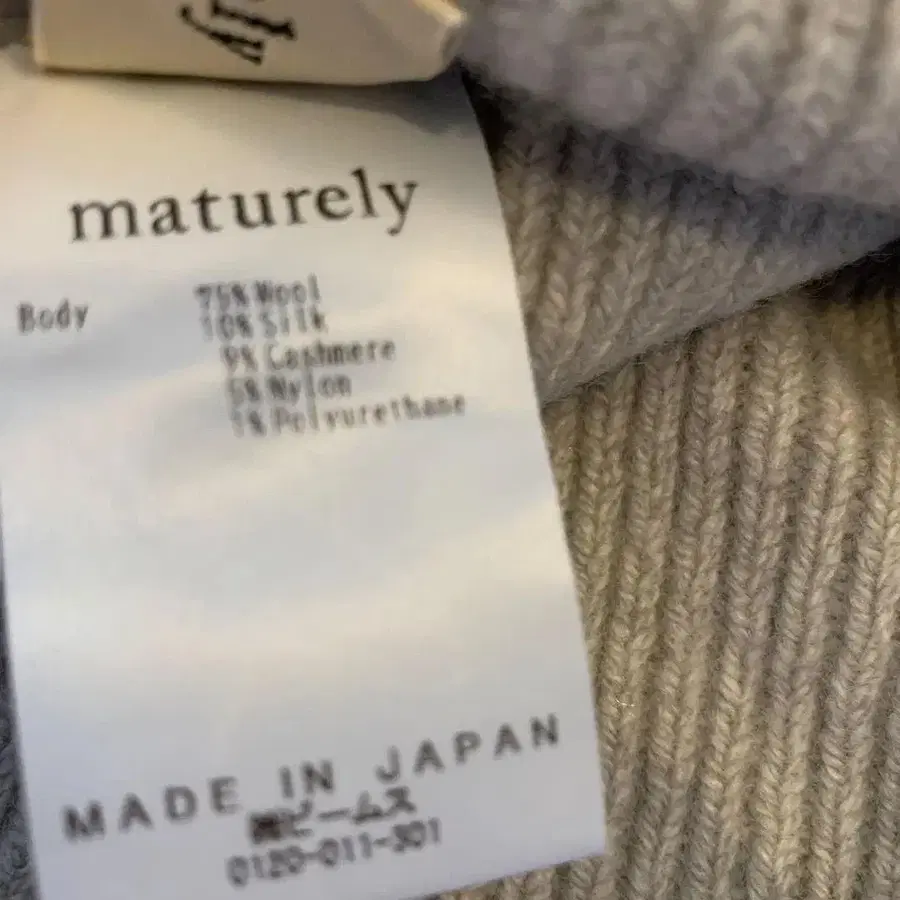 maturely
Body 75% Wool
10% Silk
9% Cashmere
5% Nylon
1% Polyurethane
MADE IN JAPAN
㈱ビームス
0120-011-301